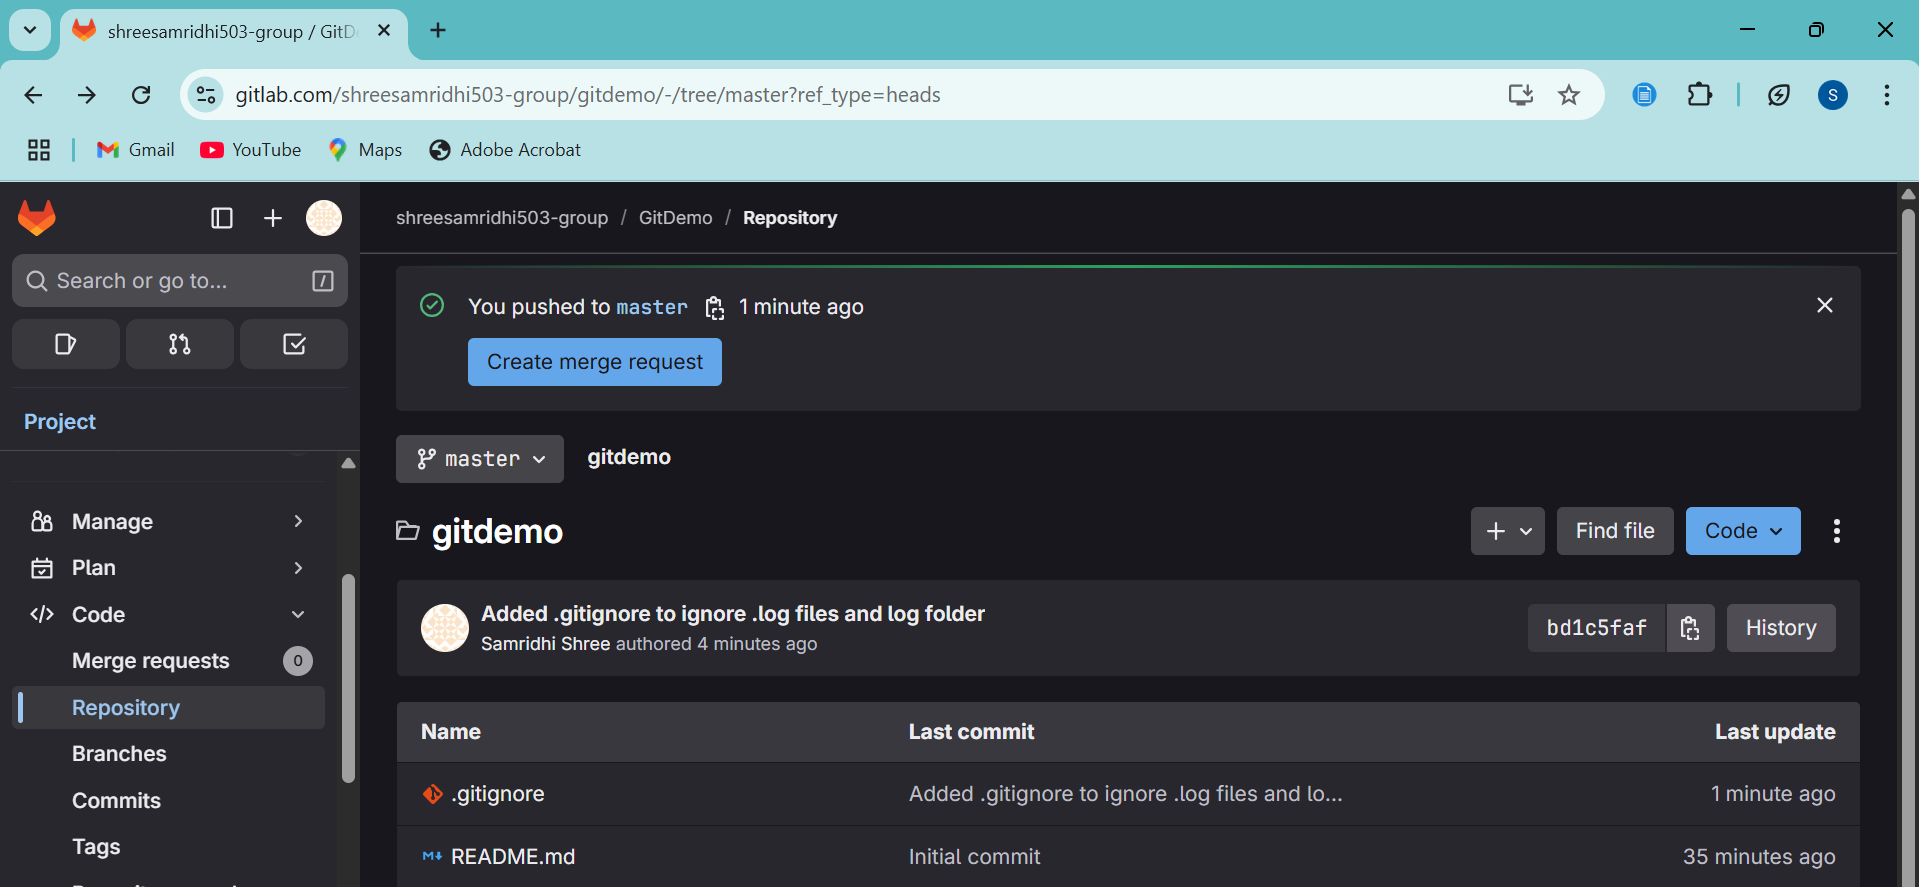 shreesamridhi503-group / GitD
gitlab.com/shreesamridhi503-group/gitdemo/-/tree/master?ref_type=heads
S
Gmail
YouTube
Maps
Adobe Acrobat
shreesamridhi503-group / GitDemo / Repository
Search or go to...
/
You pushed to master 1 minute ago
Create merge request
Project
master
gitdemo
Manage
Plan
Code
Merge requests 0
Repository
Branches
Commits
Tags
gitdemo
Find file
Code
Added .gitignore to ignore .log files and log folder
Samridhi Shree authored 4 minutes ago
bd1c5faf
History
Name Last commit Last update
.gitignore Added .gitignore to ignore .log files and lo... 1 minute ago
README.md Initial commit 35 minutes ago